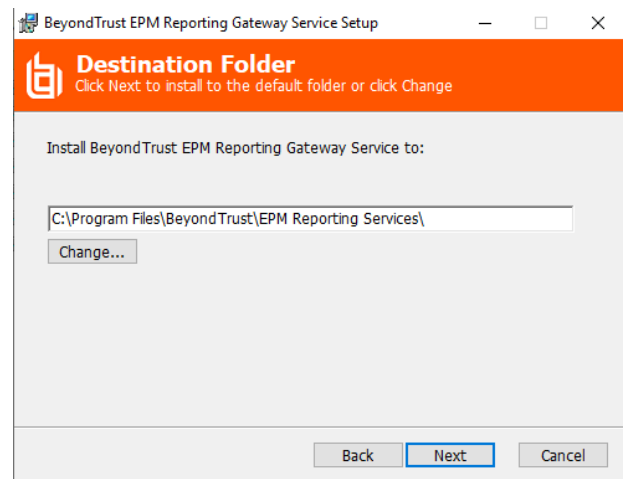 BeyondTrust EPM Reporting Gateway Service Setup
Destination Folder
Click Next to install to the default folder or click Change
Install BeyondTrust EPM Reporting Gateway Service to:
C:\Program Files\BeyondTrust\EPM Reporting Services\
Change...
Back Next Cancel